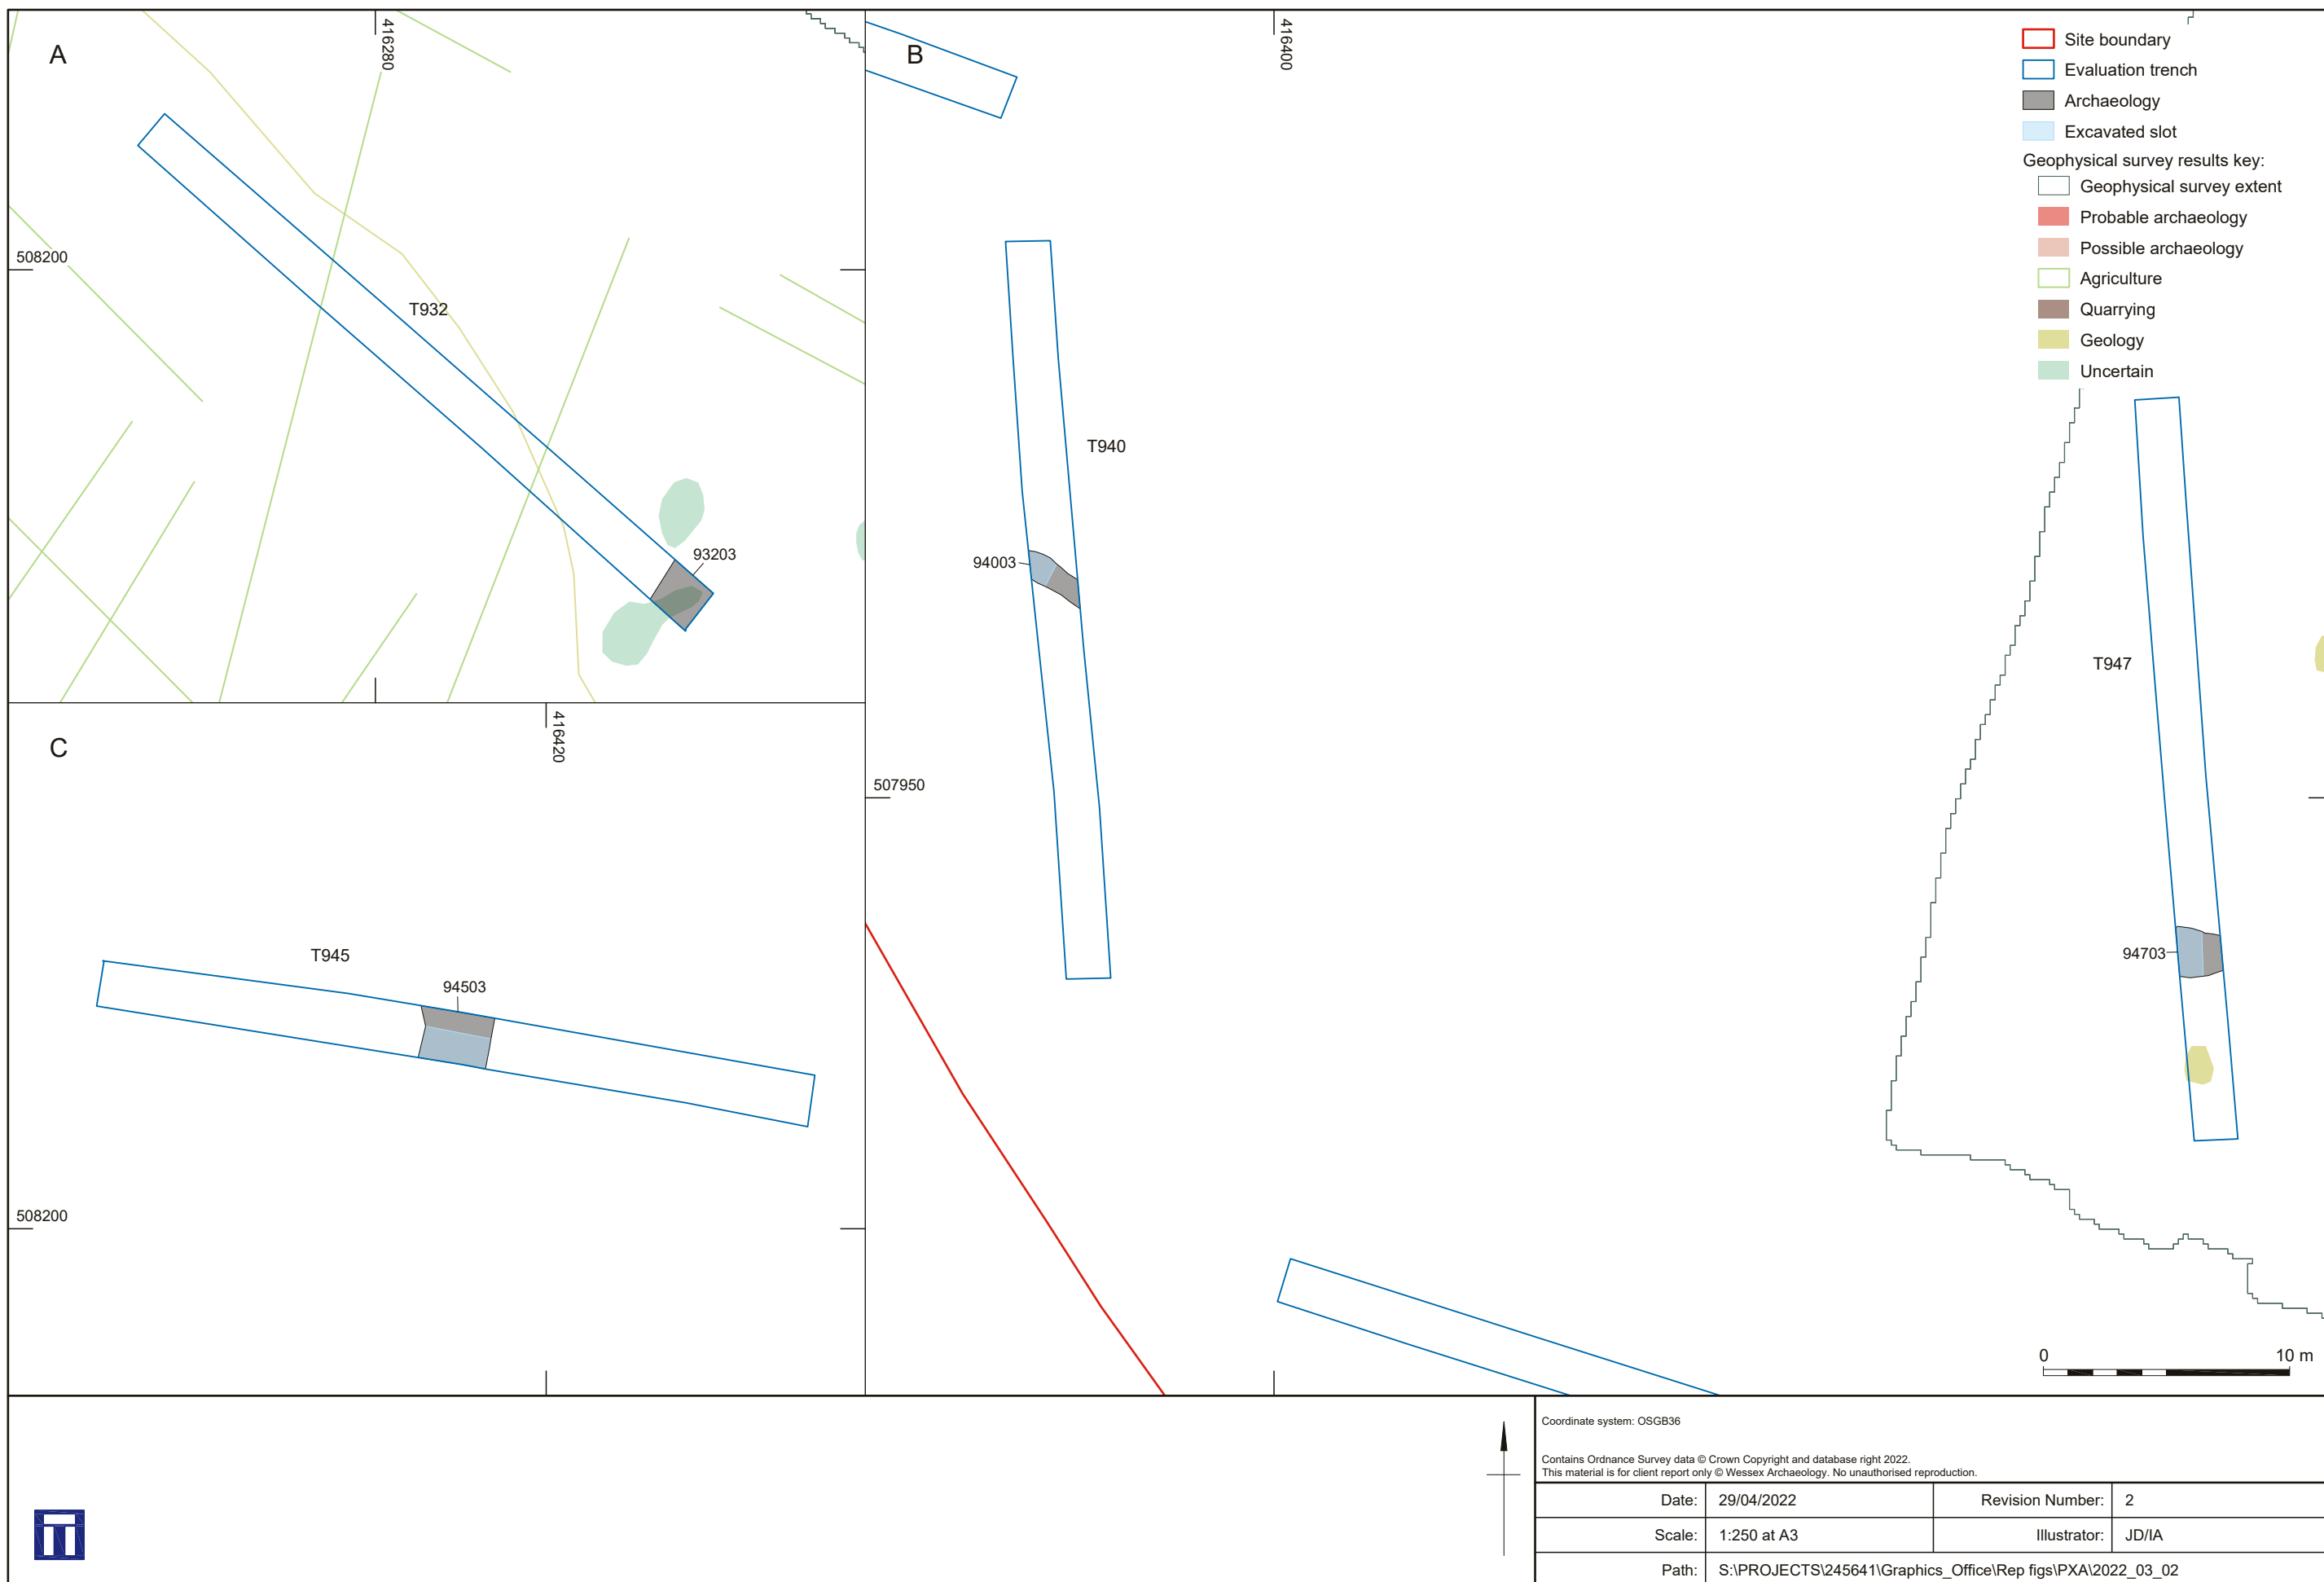 A
416280
508200
T932
93203
B
416400
T940
94003
507950
T947
94703
C
416420
T945
94503
508200
Site boundary
Evaluation trench
Archaeology
Excavated slot
Geophysical survey results key:
Geophysical survey extent
Probable archaeology
Possible archaeology
Agriculture
Quarrying
Geology
Uncertain
0 10 m
Coordinate system: OSGB36
Contains Ordnance Survey data © Crown Copyright and database right 2022.
This material is for client report only © Wessex Archaeology. No unauthorised reproduction.
Date: 29/04/2022 Revision Number: 2
Scale: 1:250 at A3 Illustrator: JD/IA
Path: S:\PROJECTS\245641\Graphics_Office\Rep figs\PXA\2022_03_02